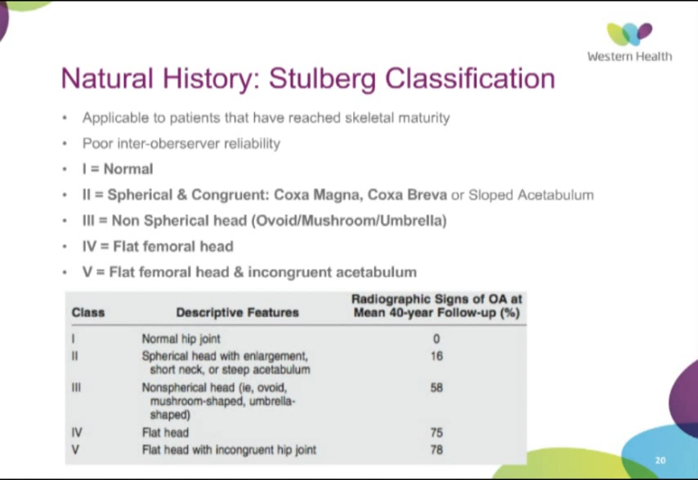 Western Health
Natural History: Stulberg Classification
• Applicable to patients that have reached skeletal maturity
• Poor inter-oberserver reliability
• I = Normal
• II = Spherical & Congruent: Coxa Magna, Coxa Breva or Sloped Acetabulum
• III = Non Spherical head (Ovoid/Mushroom/Umbrella)
• IV = Flat femoral head
• V = Flat femoral head & incongruent acetabulum
Radiographic Signs of OA at
Class Descriptive Features Mean 40-year Follow-up (%)
I Normal hip joint 0
II Spherical head with enlargement, 16
short neck, or steep acetabulum
III Nonspherical head (ie, ovoid, 58
mushroom-shaped, umbrella-
shaped)
IV Flat head 75
V Flat head with incongruent hip joint 78
20